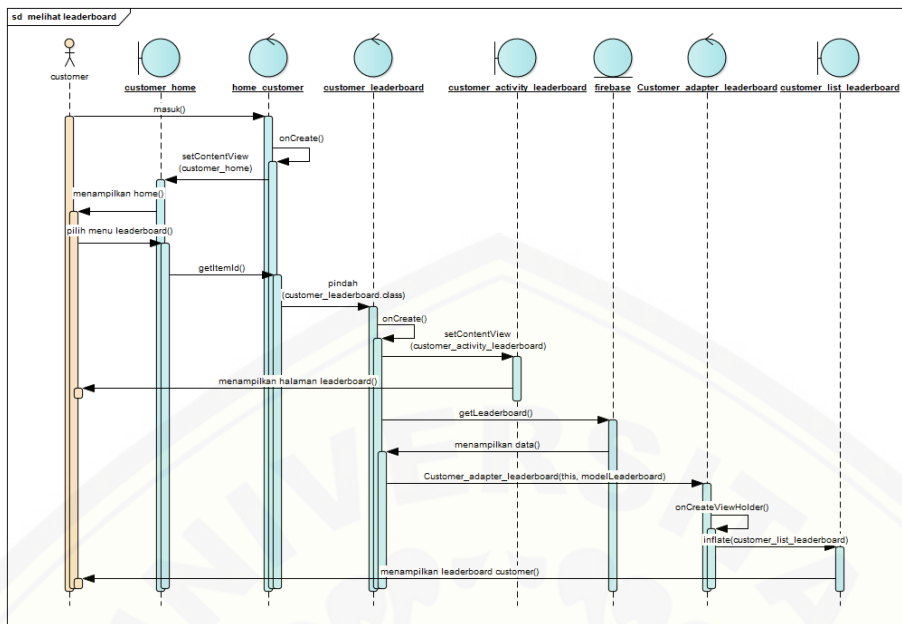 sd melihat leaderboard
customer
customer_home
home_customer
customer_leaderboard
customer_activity_leaderboard
firebase
Customer_adapter_leaderboard
customer_list_leaderboard
masuk()
onCreate()
setContentView
(customer_home)
menampilkan home()
pilih menu leaderboard()
getItemId()
pindah
(customer_leaderboard.class)
onCreate()
setContentView
(customer_activity_leaderboard)
menampilkan halaman leaderboard()
getLeaderboard()
menampilkan data()
Customer_adapter_leaderboard(this, modelLeaderboard)
onCreateViewHolder()
inflate(customer_list_leaderboard)
menampilkan leaderboard customer()
UNIVERSITA